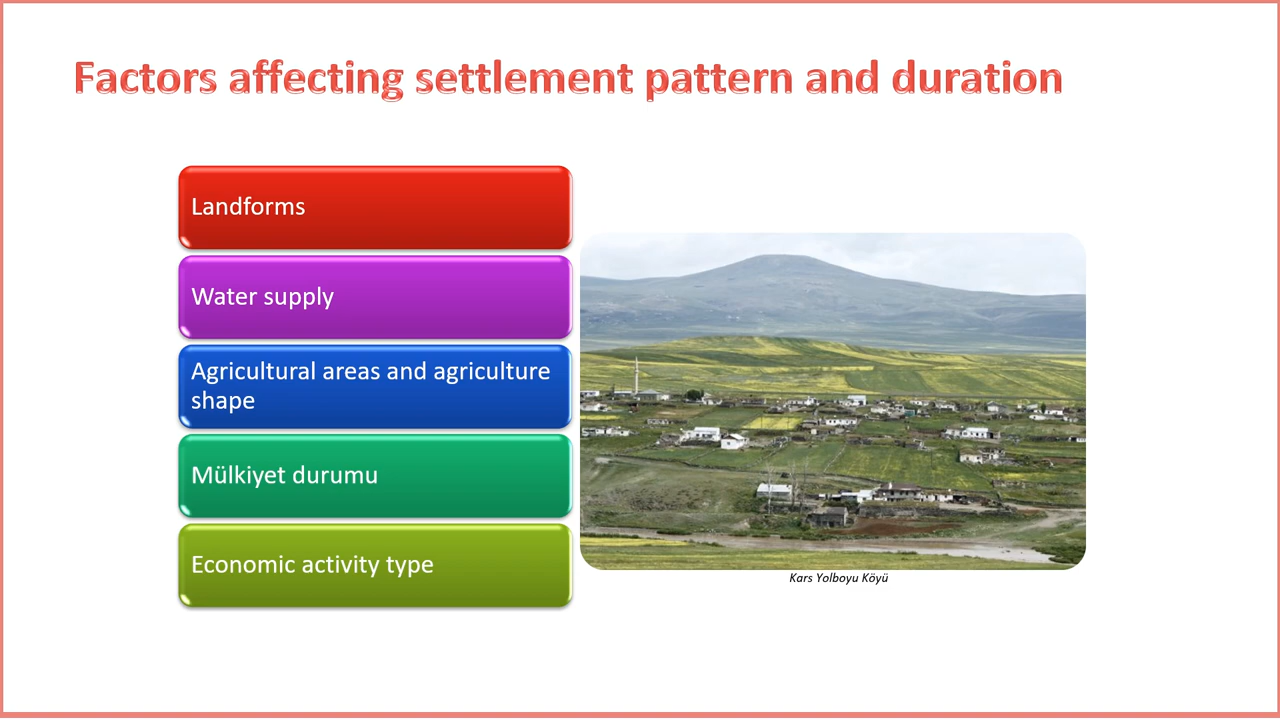 Factors affecting settlement pattern and duration
Landforms
Water supply
Agricultural areas and agriculture
shape
Mülkiyet durumu
Economic activity type
Kars Yolboyu Köyü